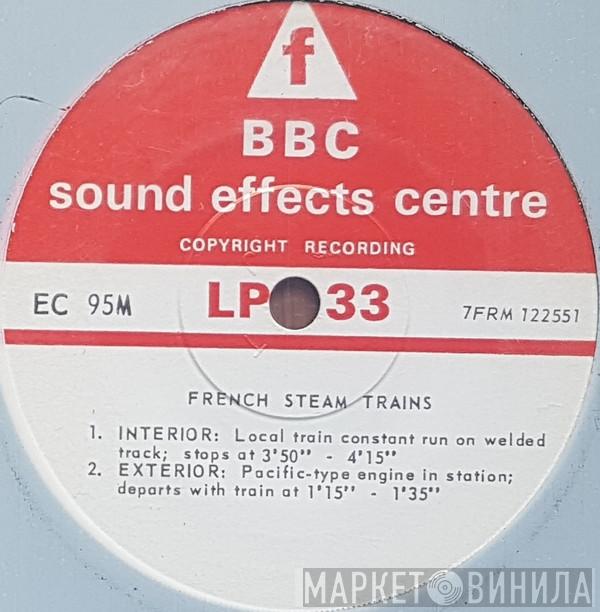 f
BBC
sound effects centre
COPYRIGHT RECORDING
EC 95M LP 33 7FRM 122551
FRENCH STEAM TRAINS
1. INTERIOR: Local train constant run on welded
track; stops at 3'50" - 4'15"
2. EXTERIOR: Pacific-type engine in station;
departs with train at 1'15" - 1'35"
МАРКЕТ ВИНИЛА